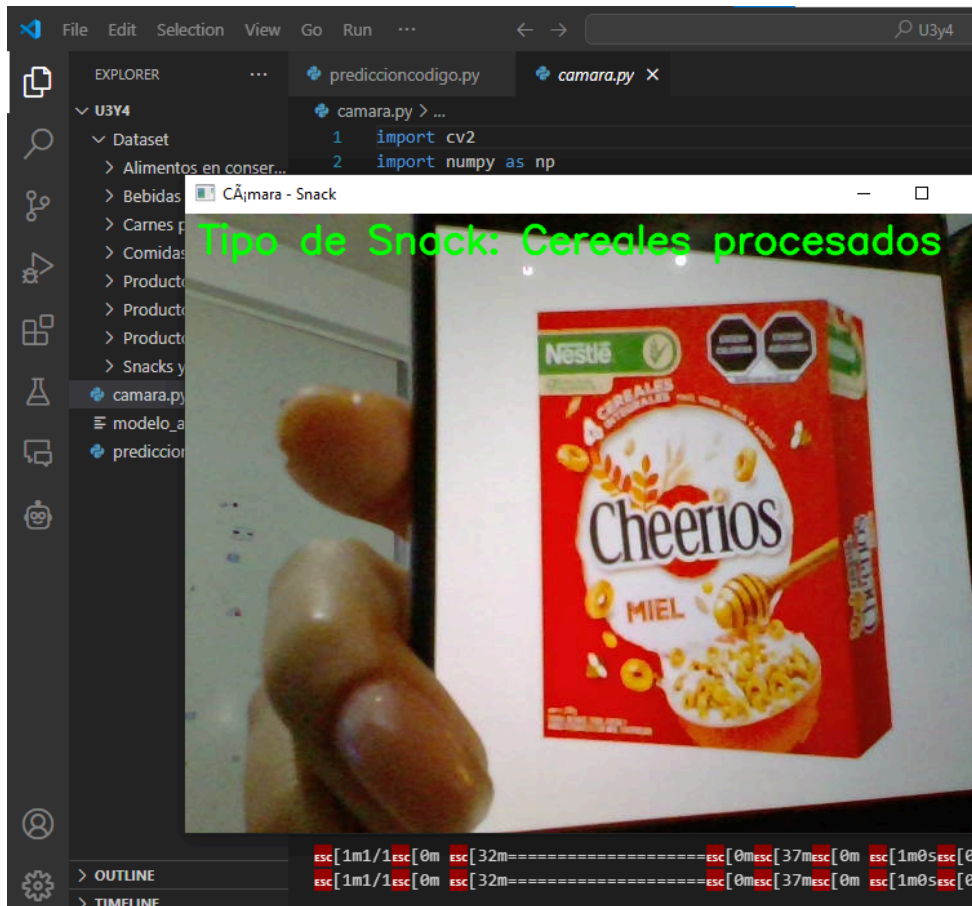 File Edit Selection View Go Run ... U3y4
EXPLORER ...
prediccioncodigo.py camara.py
U3Y4
Dataset
Alimentos en conser...
Bebidas
Carnes
Comidas
Product
Product
Product
Snacks y
camara.py
modelo_a
prediccion
camara.py > ...
1 import cv2
2 import numpy as np
CÃ¡mara - Snack
Tipo de Snack: Cereales procesados
Nestlé
CEREALES
INTEGRALES
Cheerios
MIEL
Cheerios
ESC[1m1/1ESC[0m ESC[32m====================ESC[0mESC[37mESC[0m ESC[1m0sESC[0
ESC[1m1/1ESC[0m ESC[32m====================ESC[0mESC[37mESC[0m ESC[1m0sESC[0
OUTLINE
TIMELINE